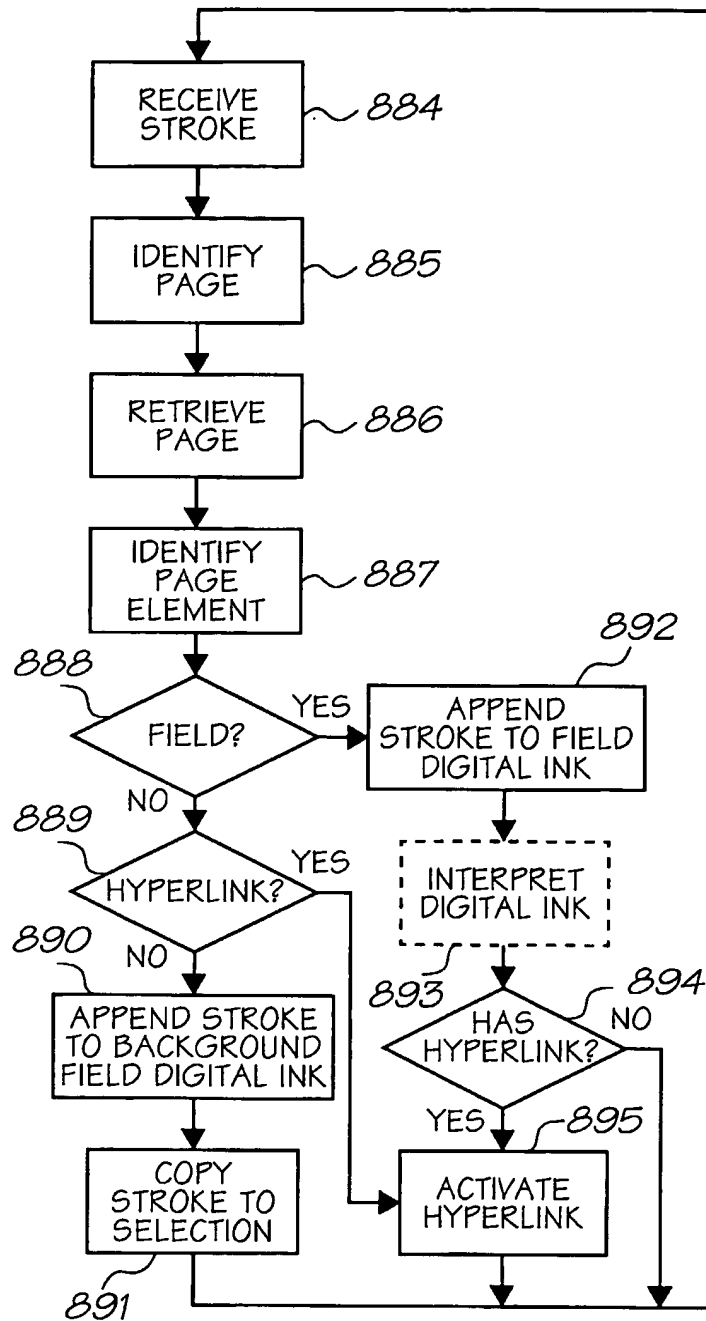 RECEIVE
STROKE
884
IDENTIFY
PAGE
885
RETRIEVE
PAGE
886
IDENTIFY
PAGE
ELEMENT
887
888
FIELD?
YES
NO
892
APPEND
STROKE TO FIELD
DIGITAL INK
889
HYPERLINK?
YES
NO
INTERPRET
DIGITAL INK
893
890
APPEND STROKE
TO BACKGROUND
FIELD DIGITAL INK
894
HAS
HYPERLINK?
NO
YES
895
COPY
STROKE TO
SELECTION
891
ACTIVATE
HYPERLINK